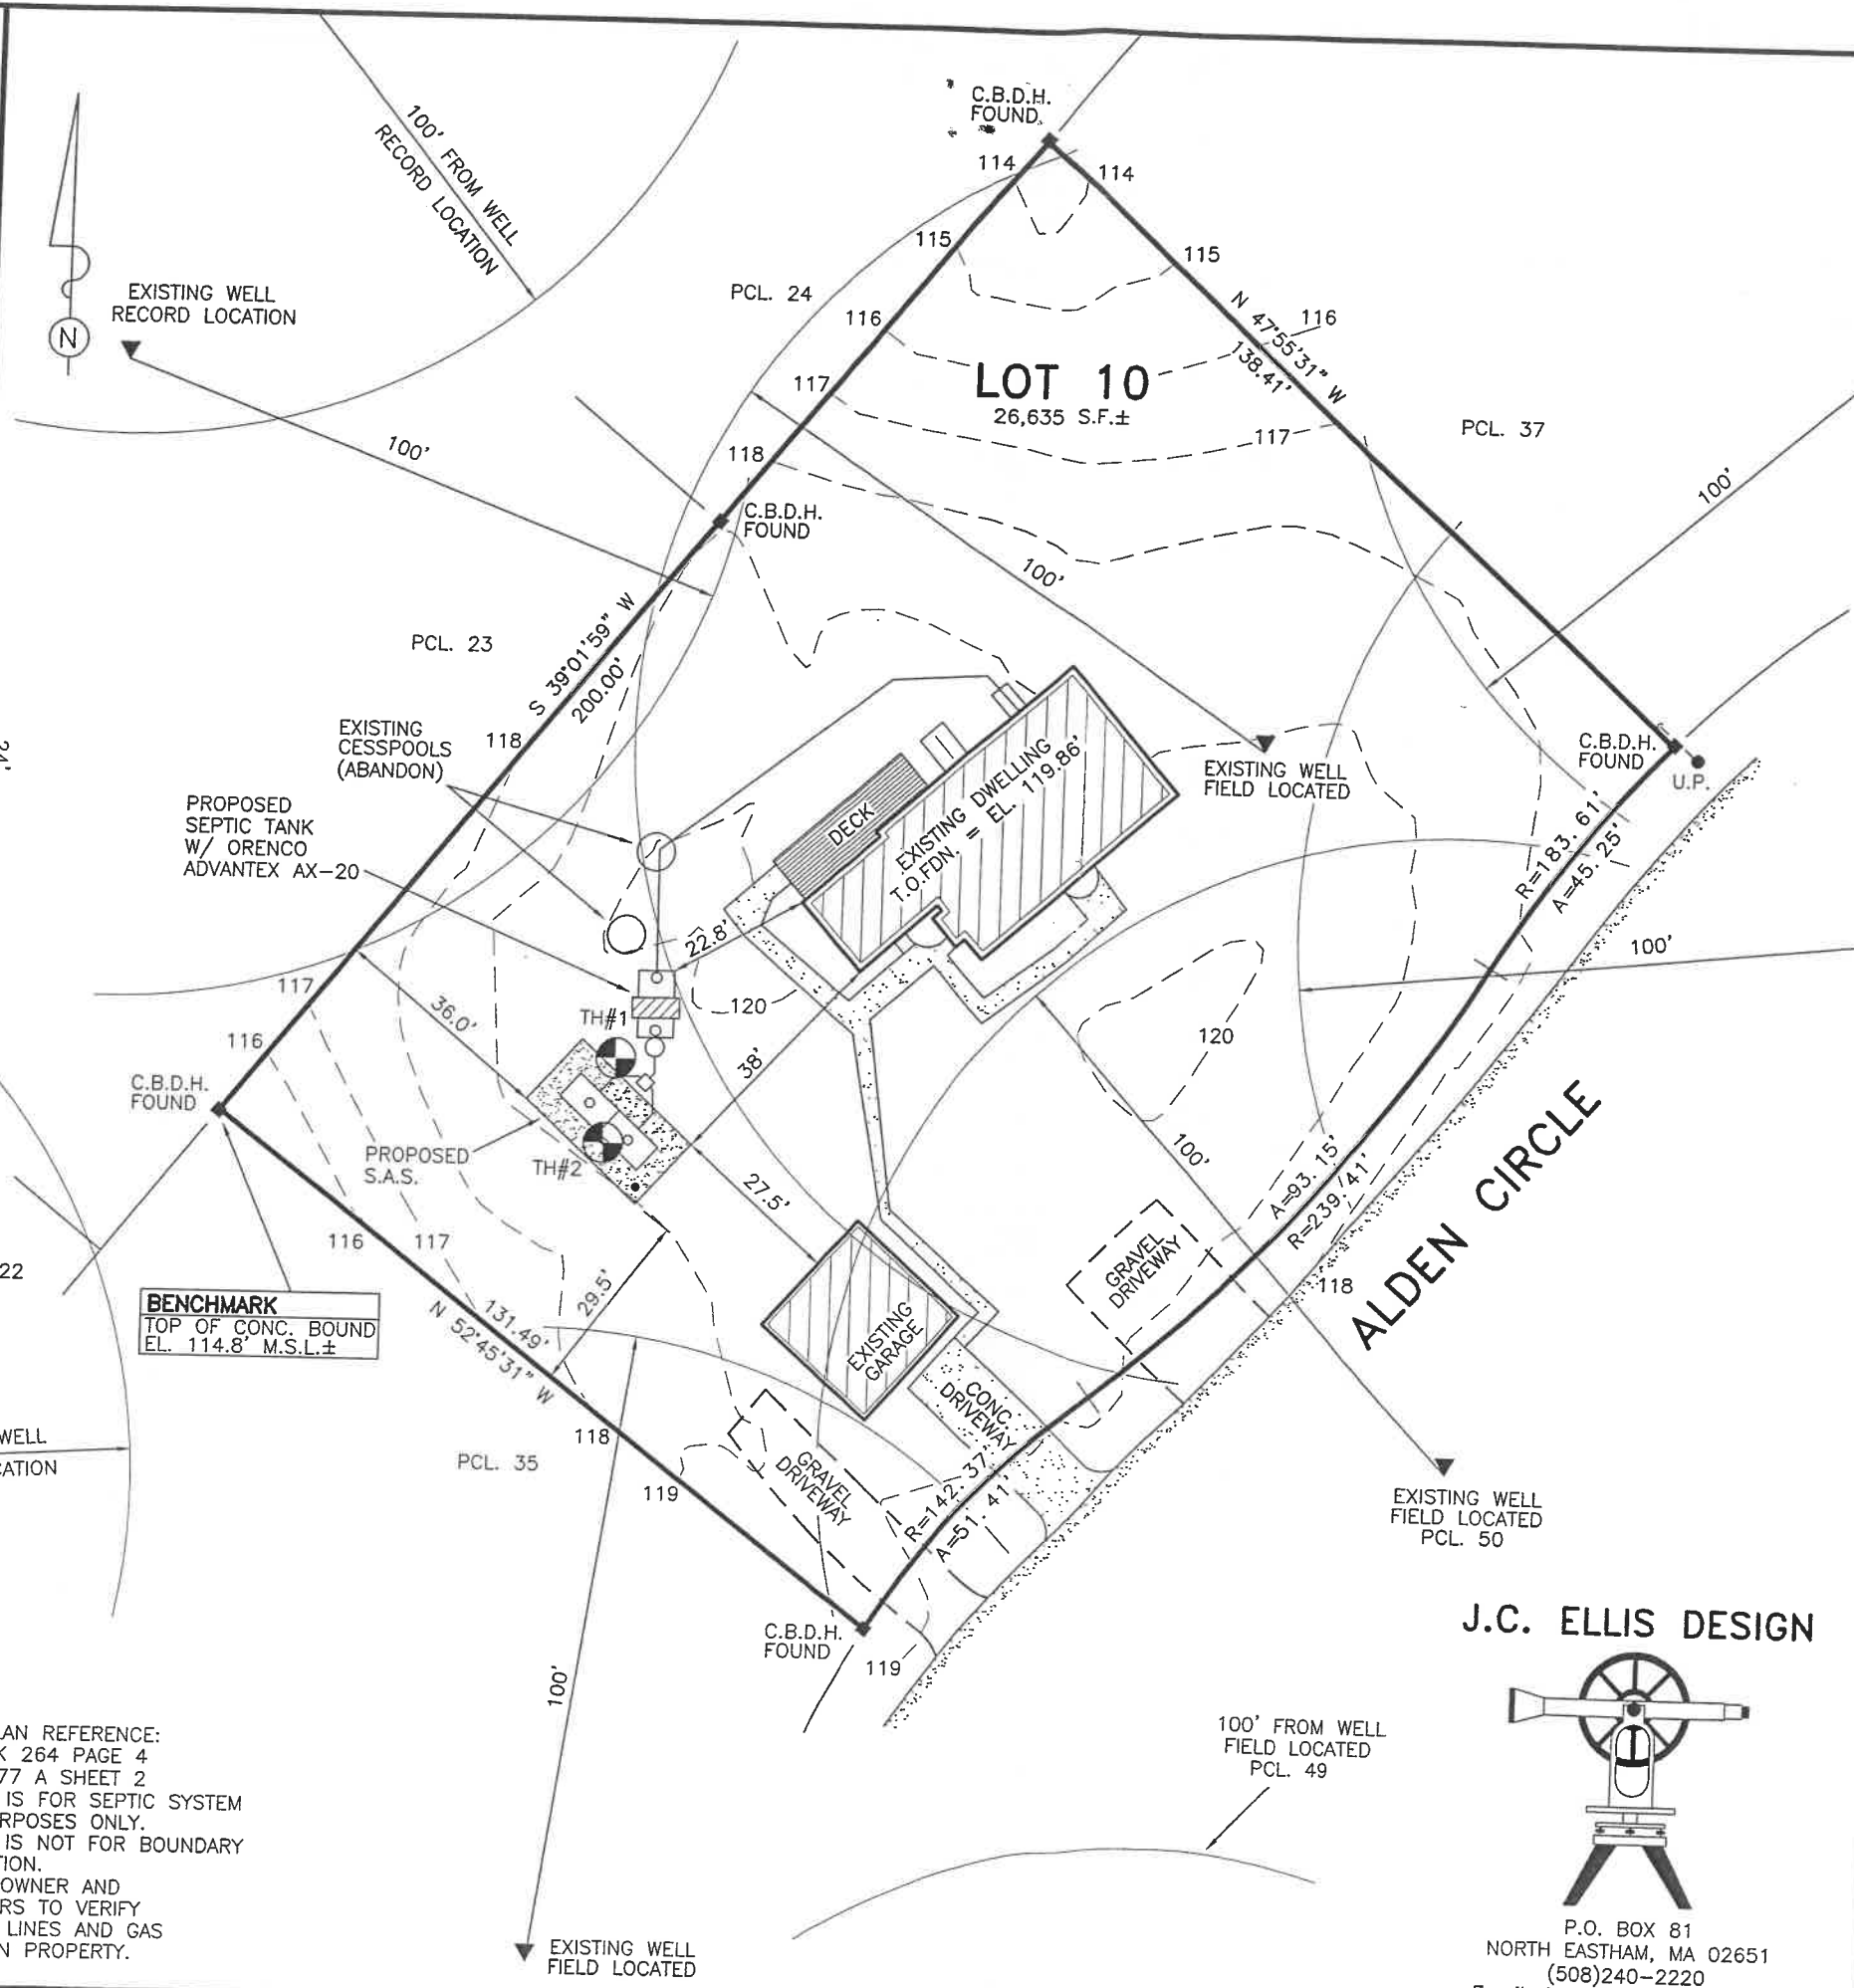 C.B.D.H.
FOUND
100' FROM WELL
RECORD LOCATION
114
114
115
115
EXISTING WELL
RECORD LOCATION
N
PCL. 24
116
116
N 47°55'31" W
138.41'
LOT 10
26,635 S.F.±
117
117
PCL. 37
100'
118
C.B.D.H.
FOUND
100'
100'
PCL. 23
S 39°01'59" W
200.00'
EXISTING
CESSPOOLS
(ABANDON)
118
24'
C.B.D.H.
FOUND
U.P.
EXISTING WELL
FIELD LOCATED
PROPOSED
SEPTIC TANK
W/ ORENCO
ADVANTEX AX-20
DECK
EXISTING DWELLING
T.O.FDN. = EL. 119.86'
R=183.61'
A=45.25'
22.8'
100'
117
36.0'
TH#1
120
120
116
38'
C.B.D.H.
FOUND
PROPOSED
S.A.S.
TH#2
27.5'
100'
A=93.15'
R=239.41'
ALDEN CIRCLE
116
117
22
29.5'
GRAVEL
DRIVEWAY
118
BENCHMARK
TOP OF CONC. BOUND
EL. 114.8' M.S.L.±
131.49'
N 52°45'31" W
EXISTING
GARAGE
CONC.
DRIVEWAY
118
WELL
CATION
PCL. 35
119
GRAVEL
DRIVEWAY
R=142.37'
A=51.41'
EXISTING WELL
FIELD LOCATED
PCL. 50
C.B.D.H.
FOUND
119
100'
J.C. ELLIS DESIGN
100' FROM WELL
FIELD LOCATED
PCL. 49
AN REFERENCE:
K 264 PAGE 4
77 A SHEET 2
IS FOR SEPTIC SYSTEM
RPOSES ONLY.
IS NOT FOR BOUNDARY
TION.
OWNER AND
RS TO VERIFY
LINES AND GAS
N PROPERTY.
EXISTING WELL
FIELD LOCATED
P.O. BOX 81
NORTH EASTHAM, MA 02651
(508)240-2220